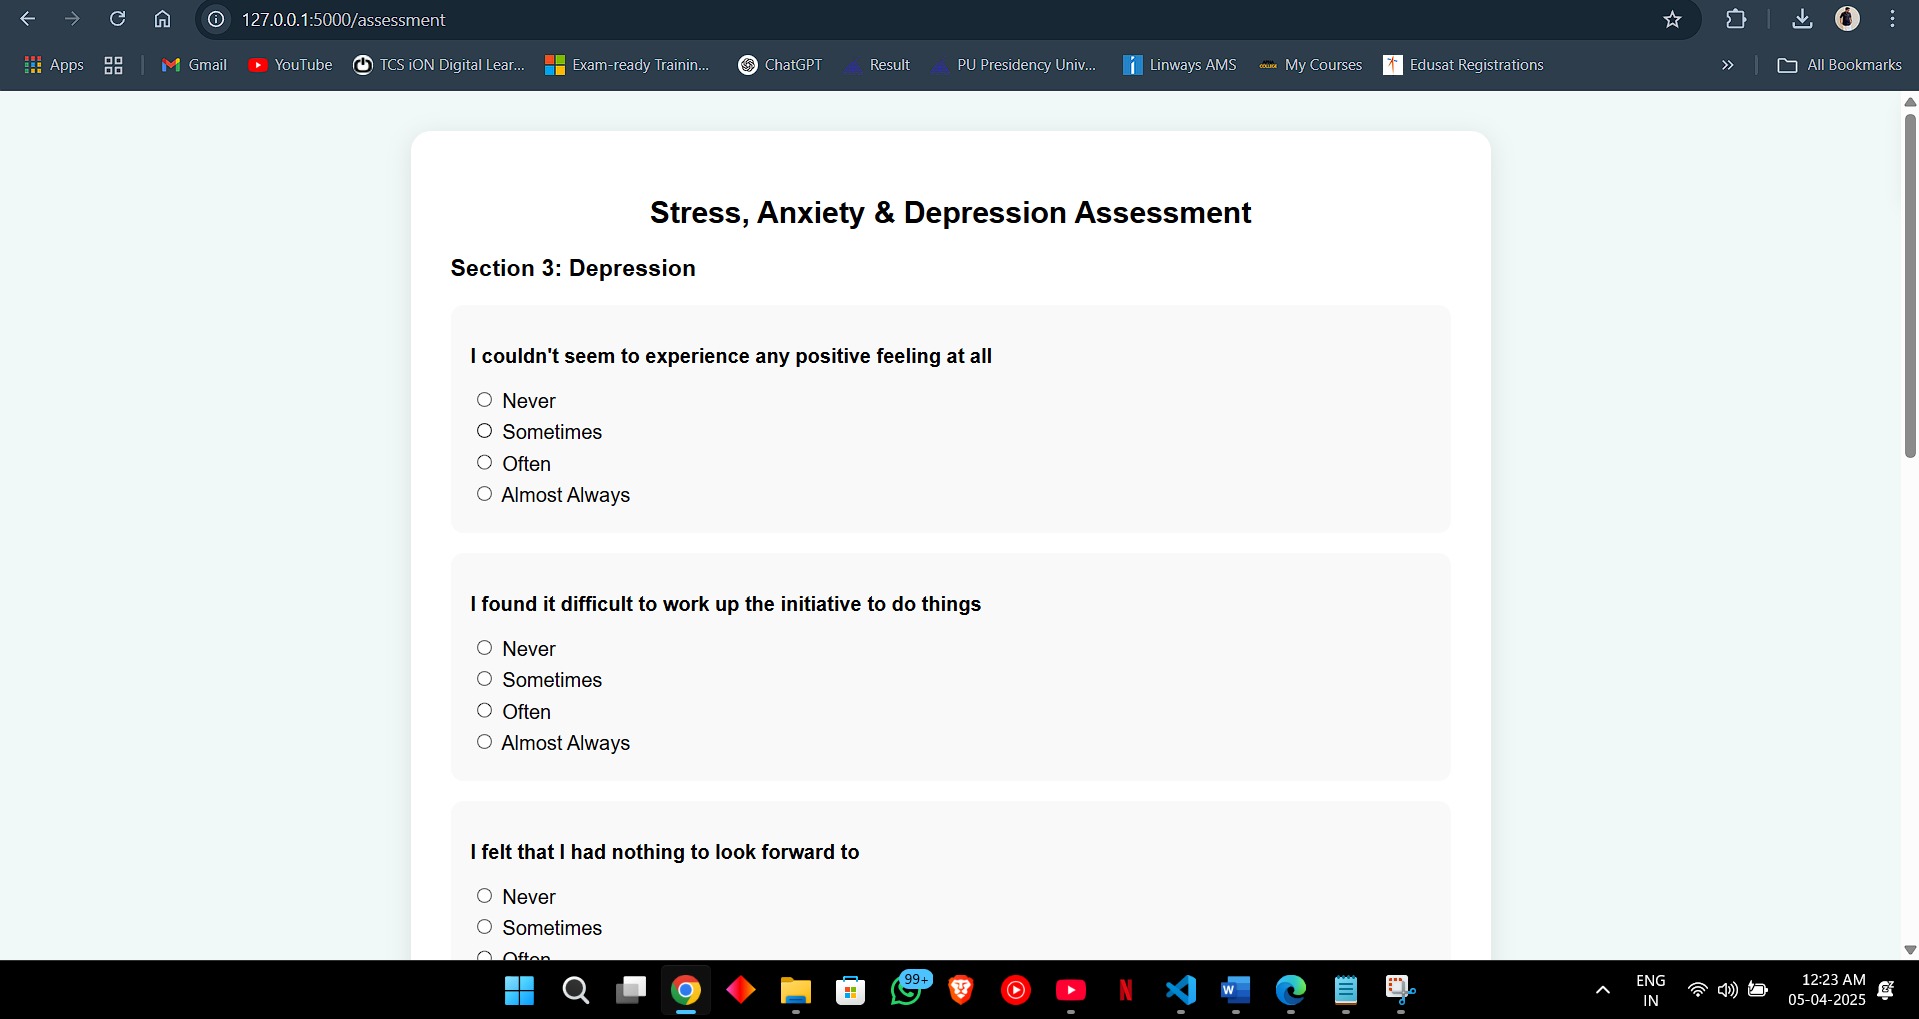 127.0.0.1:5000/assessment
Apps
Gmail
YouTube
TCS iON Digital Lear...
Exam-ready Trainin...
ChatGPT
Result
PU Presidency Univ...
Linways AMS
My Courses
Edusat Registrations
All Bookmarks
Stress, Anxiety & Depression Assessment
Section 3: Depression
I couldn't seem to experience any positive feeling at all
Never
Sometimes
Often
Almost Always
I found it difficult to work up the initiative to do things
Never
Sometimes
Often
Almost Always
I felt that I had nothing to look forward to
Never
Sometimes
Often
99+
ENG
IN
12:23 AM
05-04-2025